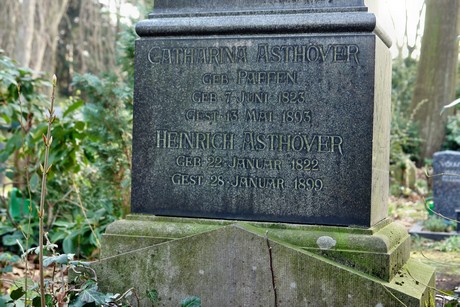 CATHARINA ASTHÖVER
GEB. PAFFEN
GEB. 7. JUNI 1823
GEST. 13. MAI 1893
HEINRICH ASTHÖVER
GEB. 22. JANUAR 1822
GEST. 28. JANUAR 1899